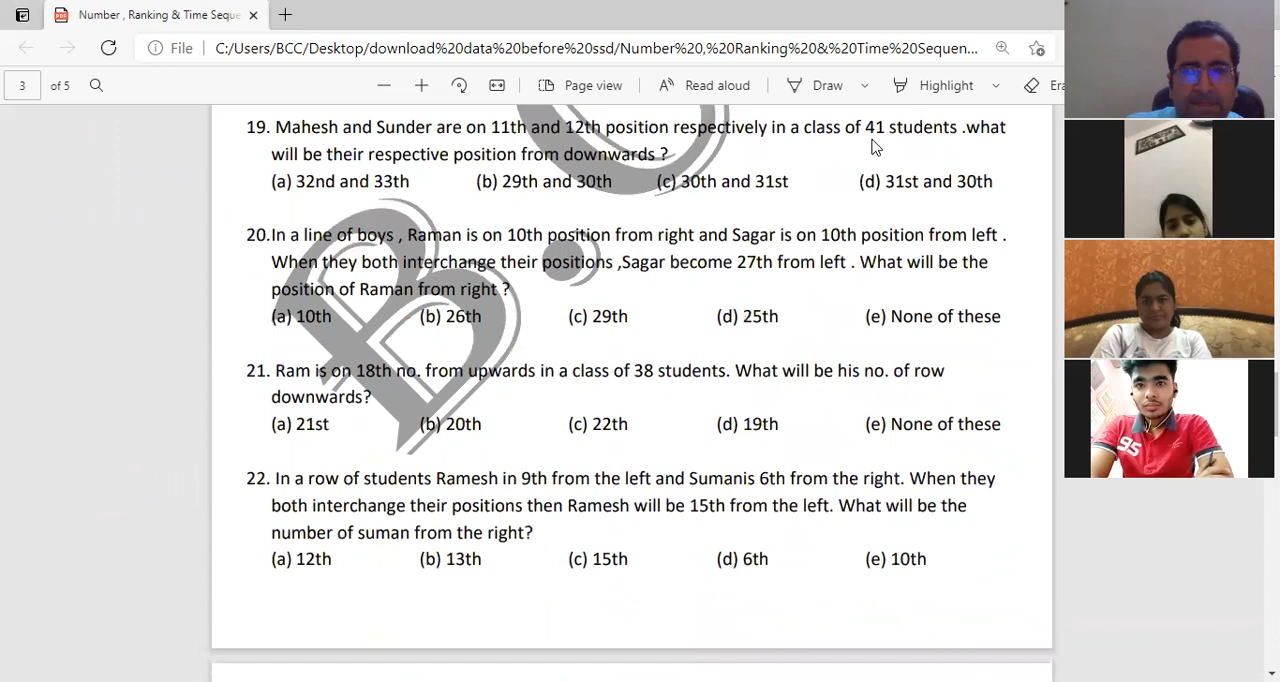 Number , Ranking & Time Seque
File C:/Users/BCC/Desktop/download%20data%20before%20ssd/Number%20,%20Ranking%20&%20Time%20Sequen...
3 of 5 Page view Read aloud Draw Highlight Era
19. Mahesh and Sunder are on 11th and 12th position respectively in a class of 41 students .what
will be their respective position from downwards ?
(a) 32nd and 33th (b) 29th and 30th (c) 30th and 31st (d) 31st and 30th
20.In a line of boys , Raman is on 10th position from right and Sagar is on 10th position from left .
When they both interchange their positions ,Sagar become 27th from left . What will be the
position of Raman from right ?
(a) 10th (b) 26th (c) 29th (d) 25th (e) None of these
21. Ram is on 18th no. from upwards in a class of 38 students. What will be his no. of row
downwards?
(a) 21st (b) 20th (c) 22th (d) 19th (e) None of these
22. In a row of students Ramesh in 9th from the left and Sumanis 6th from the right. When they
both interchange their positions then Ramesh will be 15th from the left. What will be the
number of suman from the right?
(a) 12th (b) 13th (c) 15th (d) 6th (e) 10th
95